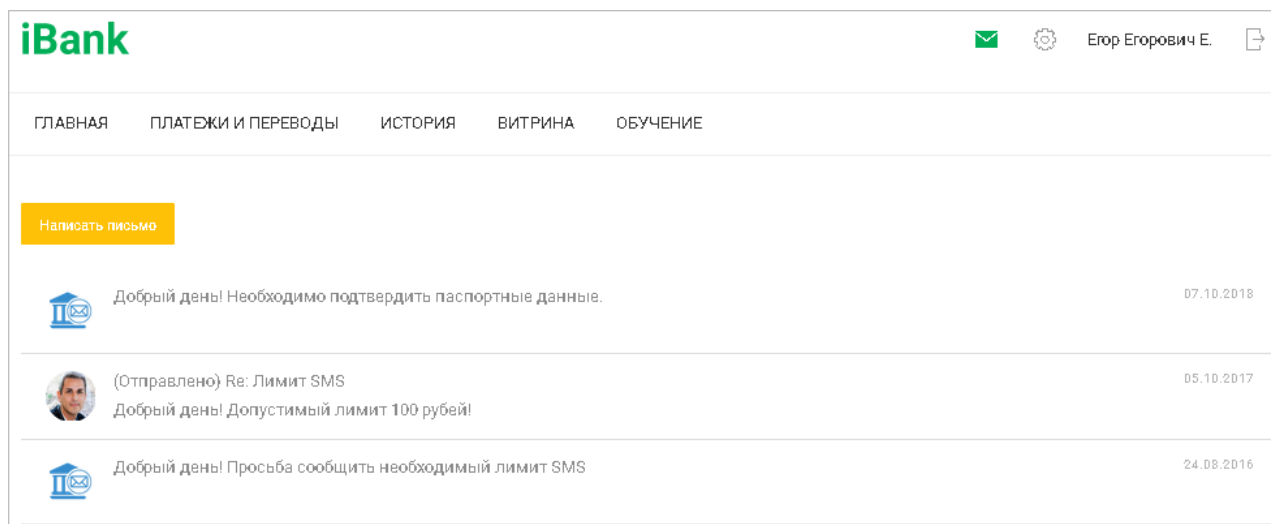 iBank
Егор Егорович Е.
ГЛАВНАЯ ПЛАТЕЖИ И ПЕРЕВОДЫ ИСТОРИЯ ВИТРИНА ОБУЧЕНИЕ
Написать письмо
Добрый день! Необходимо подтвердить паспортные данные. 07.10.2018
(Отправлено) Re: Лимит SMS 05.10.2017
Добрый день! Допустимый лимит 100 рублей!
Добрый день! Просьба сообщить необходимый лимит SMS 24.08.2016